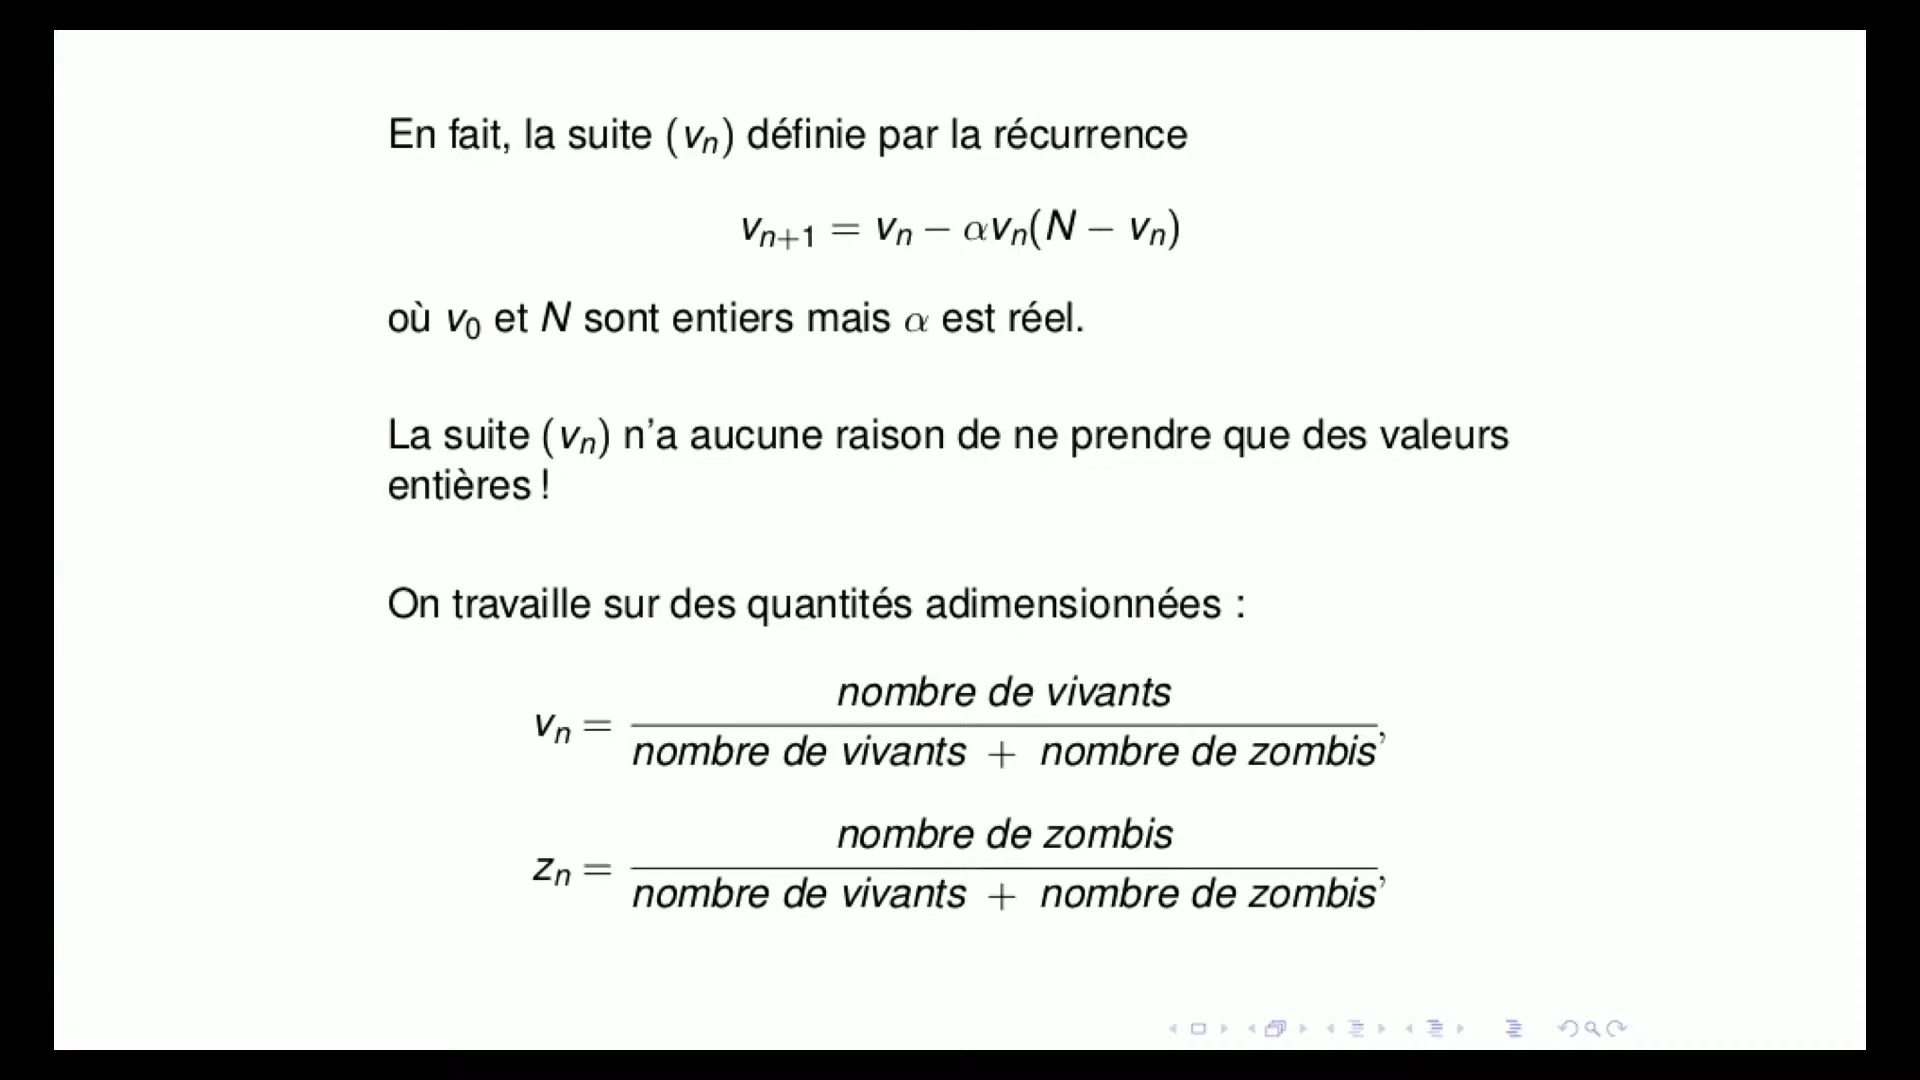 En fait, la suite (vₙ) définie par la récurrence
vₙ₊₁ = vₙ − αvₙ(N − vₙ)
où v₀ et N sont entiers mais α est réel.
La suite (vₙ) n'a aucune raison de ne prendre que des valeurs
entières !
On travaille sur des quantités adimensionnées :
nombre de vivants
vₙ =
nombre de vivants + nombre de zombis,
nombre de zombis
zₙ =
nombre de vivants + nombre de zombis,